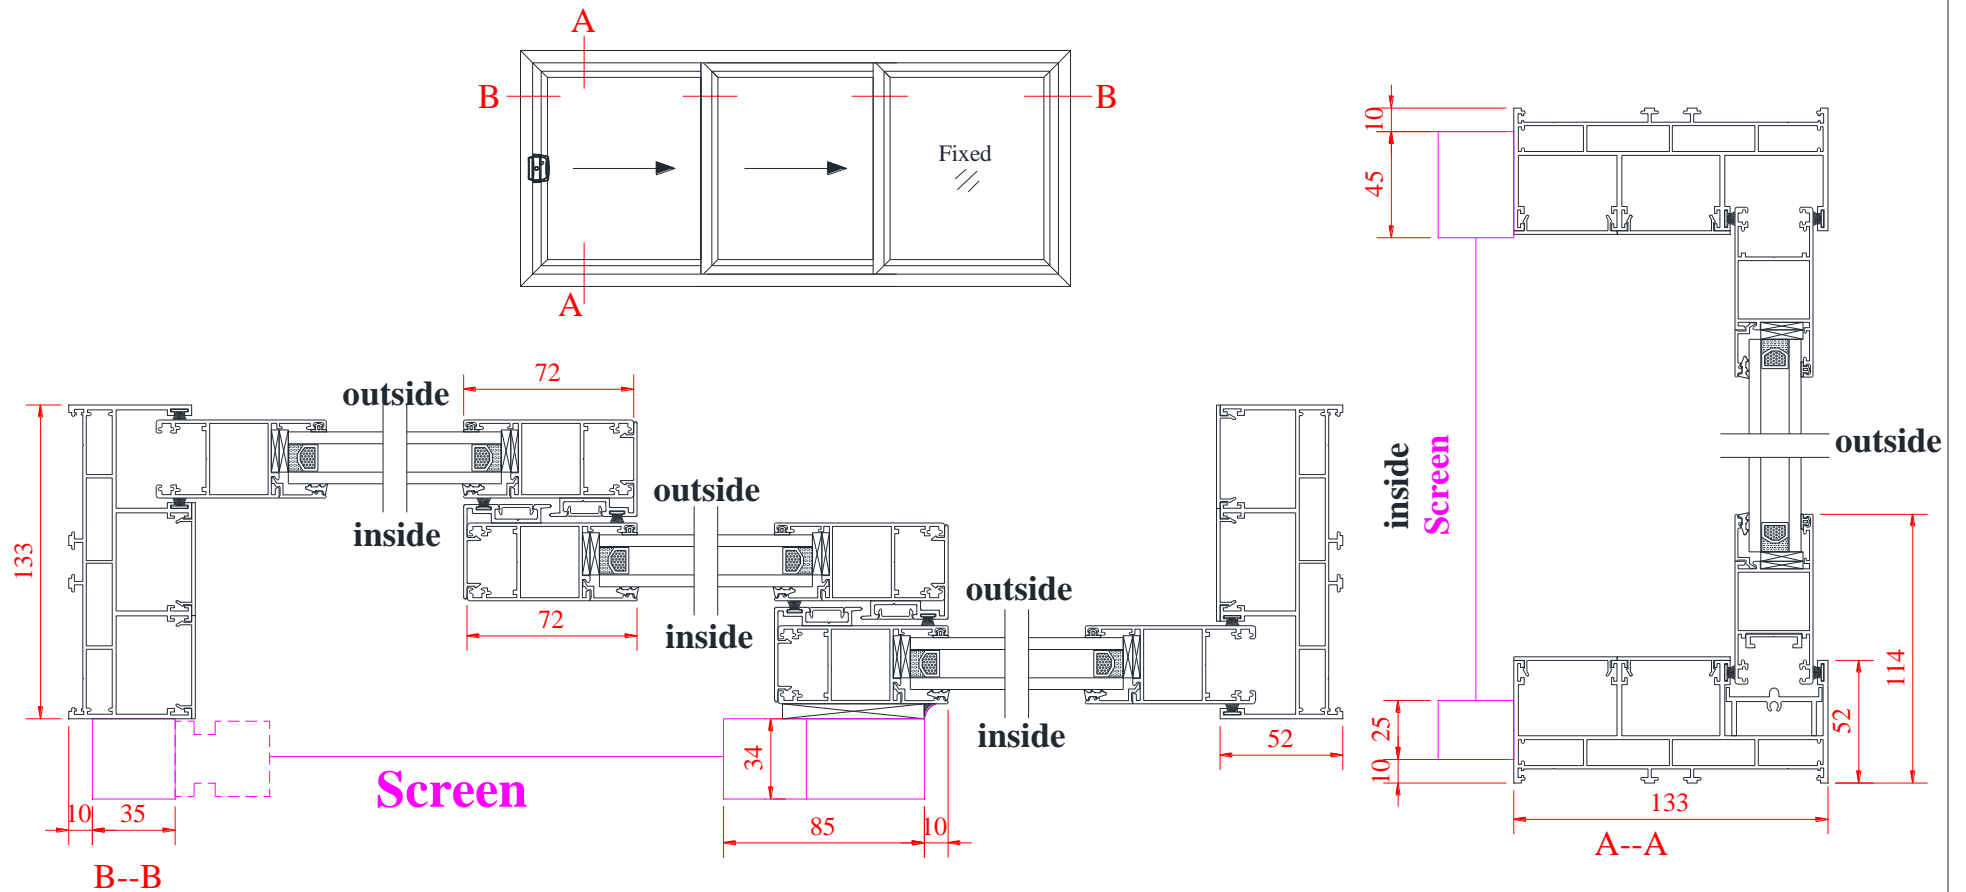 A
B
B
Fixed
A
10
45
inside
Screen
outside
25
10
52
114
133
A--A
72
outside
inside
133
outside
72
inside
outside
inside
52
34
Screen
10
35
85
10
B--B